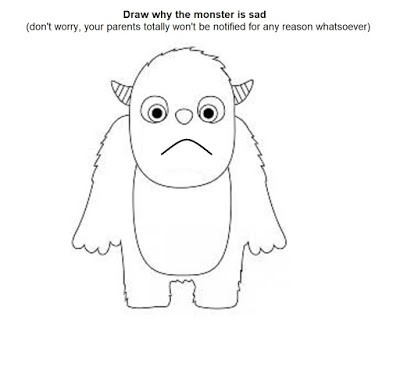 Draw why the monster is sad
(don't worry, your parents totally won't be notified for any reason whatsoever)